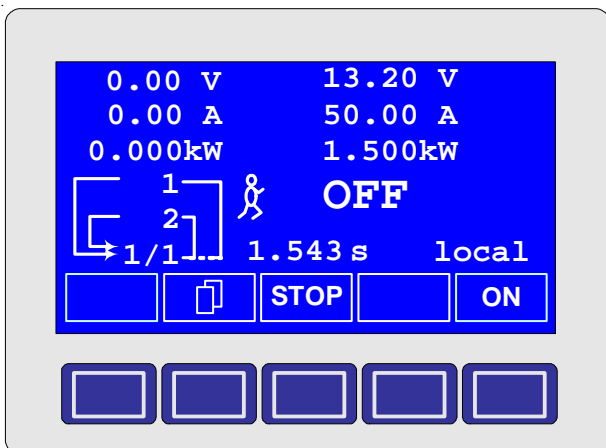 0.00 V 13.20 V
0.00 A 50.00 A
0.000kW 1.500kW
1 OFF
2
1/1 1.543 s local
STOP ON